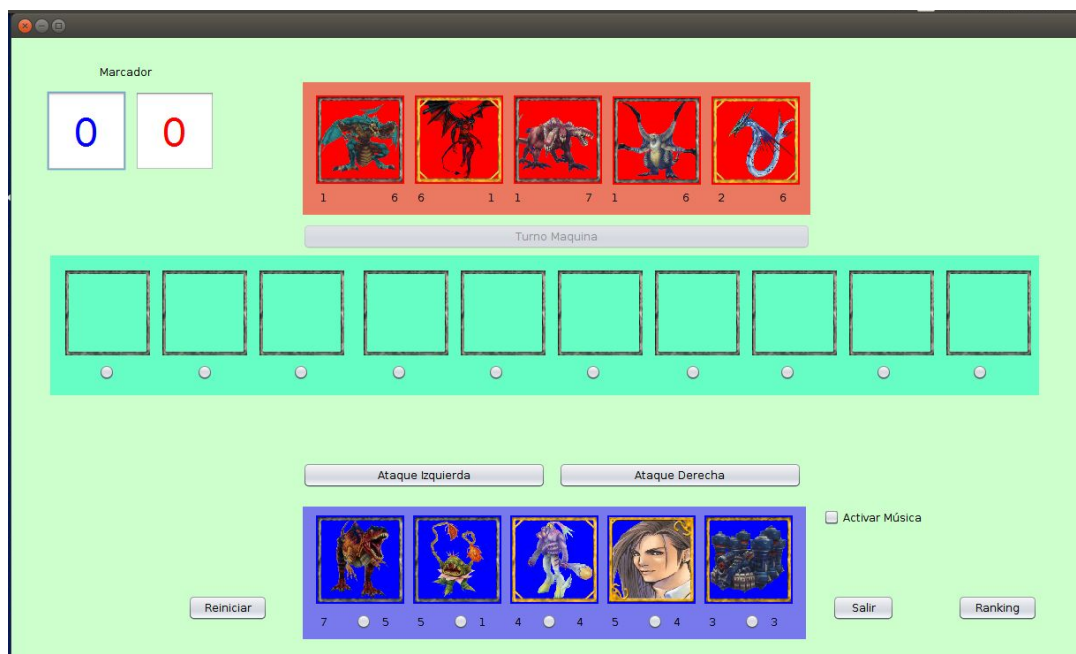 Marcador
0 0
1 6 6 1 1 7 1 6 2 6
Turno Maquina
Ataque Izquierda Ataque Derecha
Activar Música
Reiniciar
7 5 5 1 4 4 5 4 3 3
Salir Ranking